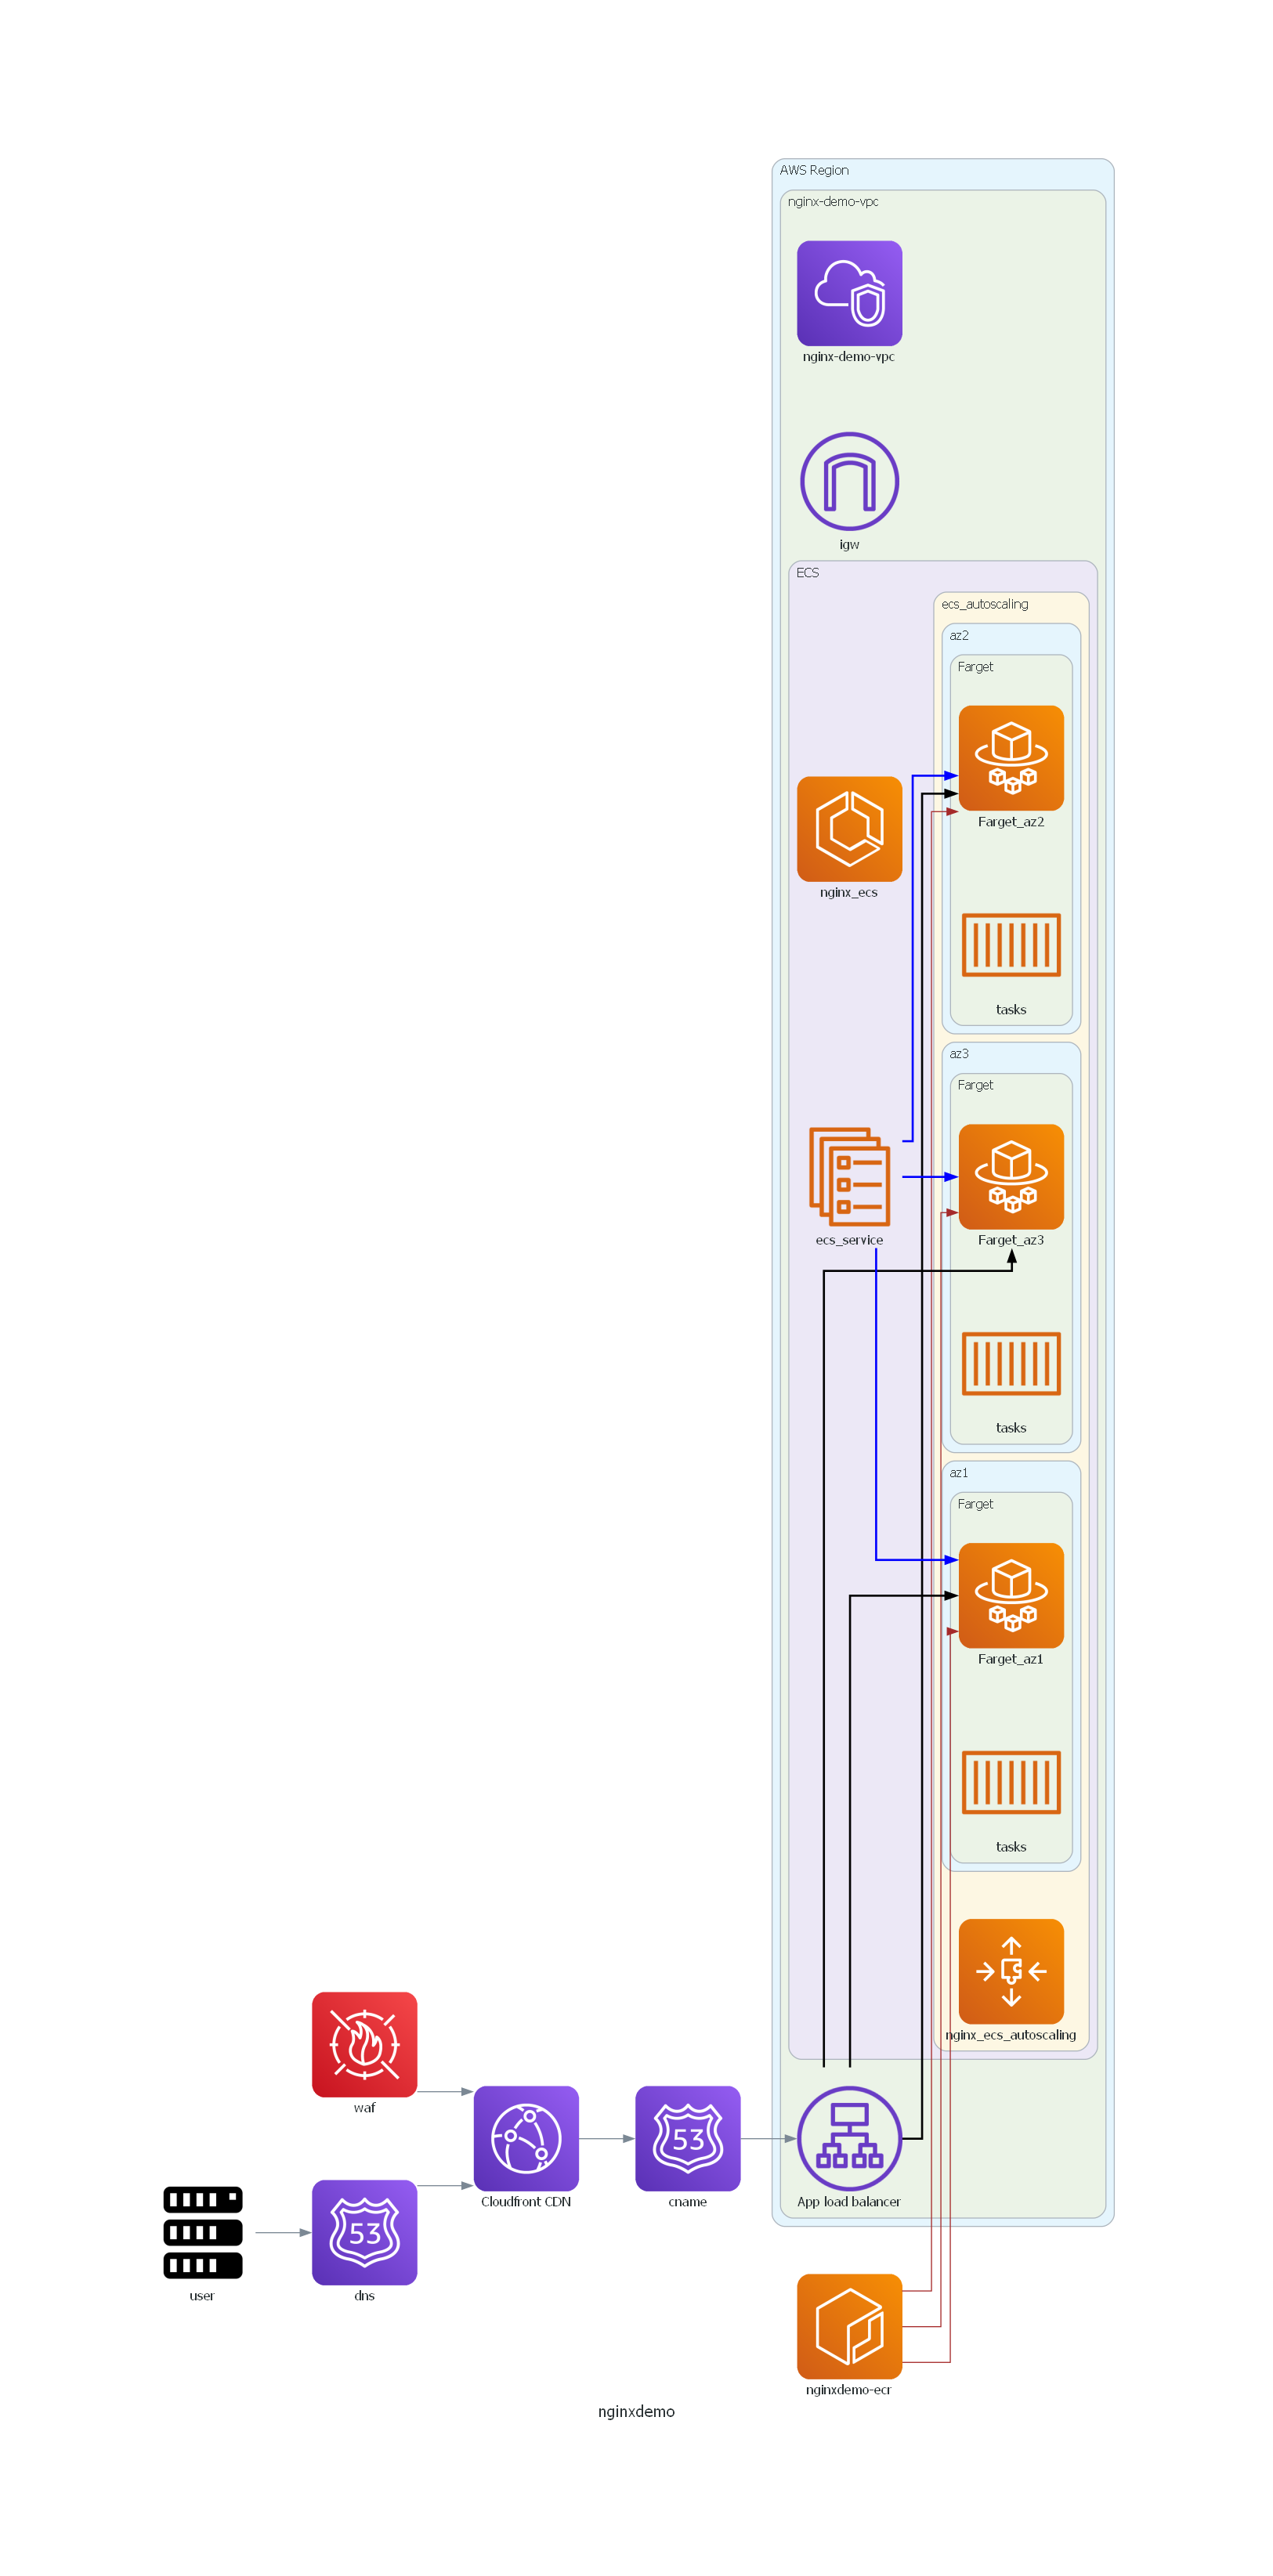 AWS Region
nginx-demo-vpc
nginx-demo-vpc
igw
ECS
ecs_autoscaling
az2
Farget
Farget_az2
nginx_ecs
tasks
az3
Farget
ecs_service
Farget_az3
tasks
az1
Farget
Farget_az1
tasks
nginx_ecs_autoscaling
waf
53
53
Cloudfront CDN
cname
App load balancer
user
dns
nginxdemo-ecr
nginxdemo